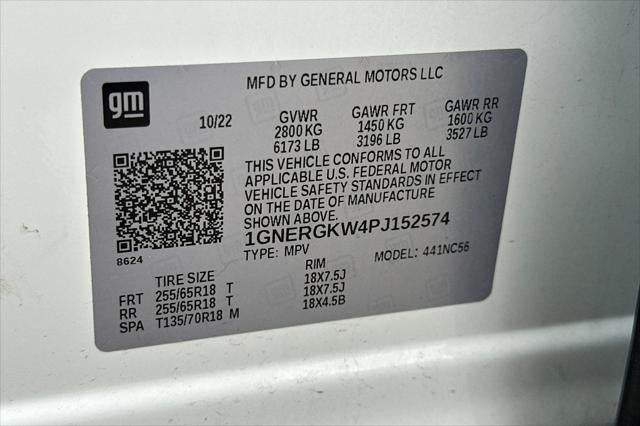 MFD BY GENERAL MOTORS LLC
gm
10/22 GVWR GAWR FRT GAWR RR
2800 KG 1450 KG 1600 KG
6173 LB 3196 LB 3527 LB
THIS VEHICLE CONFORMS TO ALL
APPLICABLE U.S. FEDERAL MOTOR
VEHICLE SAFETY STANDARDS IN EFFECT
ON THE DATE OF MANUFACTURE
SHOWN ABOVE.
1GNERGKW4PJ152574
8624 TYPE: MPV MODEL: 441NC56
TIRE SIZE RIM
FRT 255/65R18 T 18X7.5J
RR 255/65R18 T 18X7.5J
SPA T135/70R18 M 18X4.5B